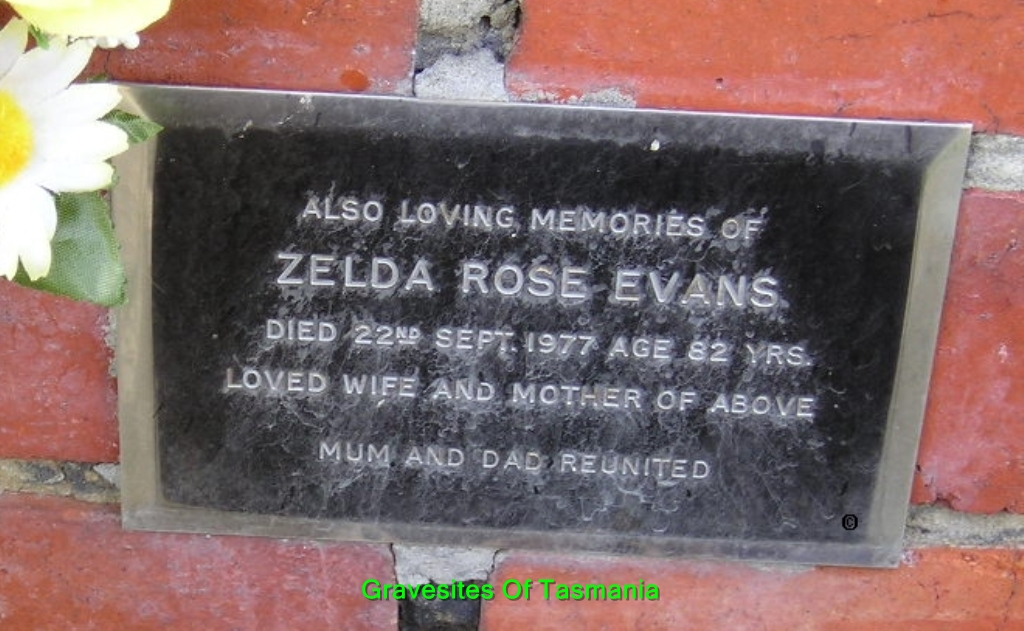 ALSO LOVING MEMORIES OF
ZELDA ROSE EVANS
DIED 22ND SEPT. 1977 AGE 82 YRS.
LOVED WIFE AND MOTHER OF ABOVE
MUM AND DAD REUNITED
©
Gravesites Of Tasmania